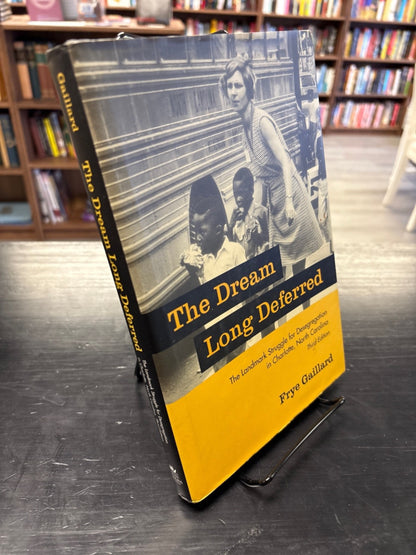 The Dream
Long Deferred
The Landmark Struggle for Desegregation
in Charlotte, North Carolina
Third Edition
Frye Gaillard
Gaillard
The Dream Long Deferred